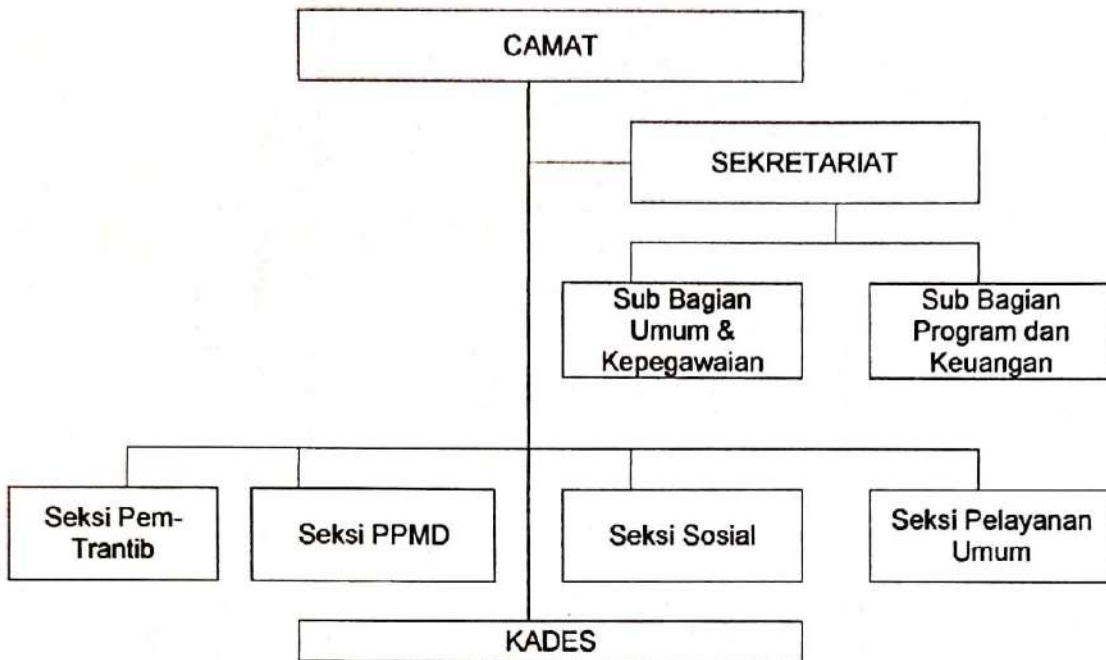 CAMAT
SEKRETARIAT
Sub Bagian
Umum &
Kepegawaian
Sub Bagian
Program dan
Keuangan
Seksi Pem-
Trantib
Seksi PPMD
Seksi Sosial
Seksi Pelayanan
Umum
KADES